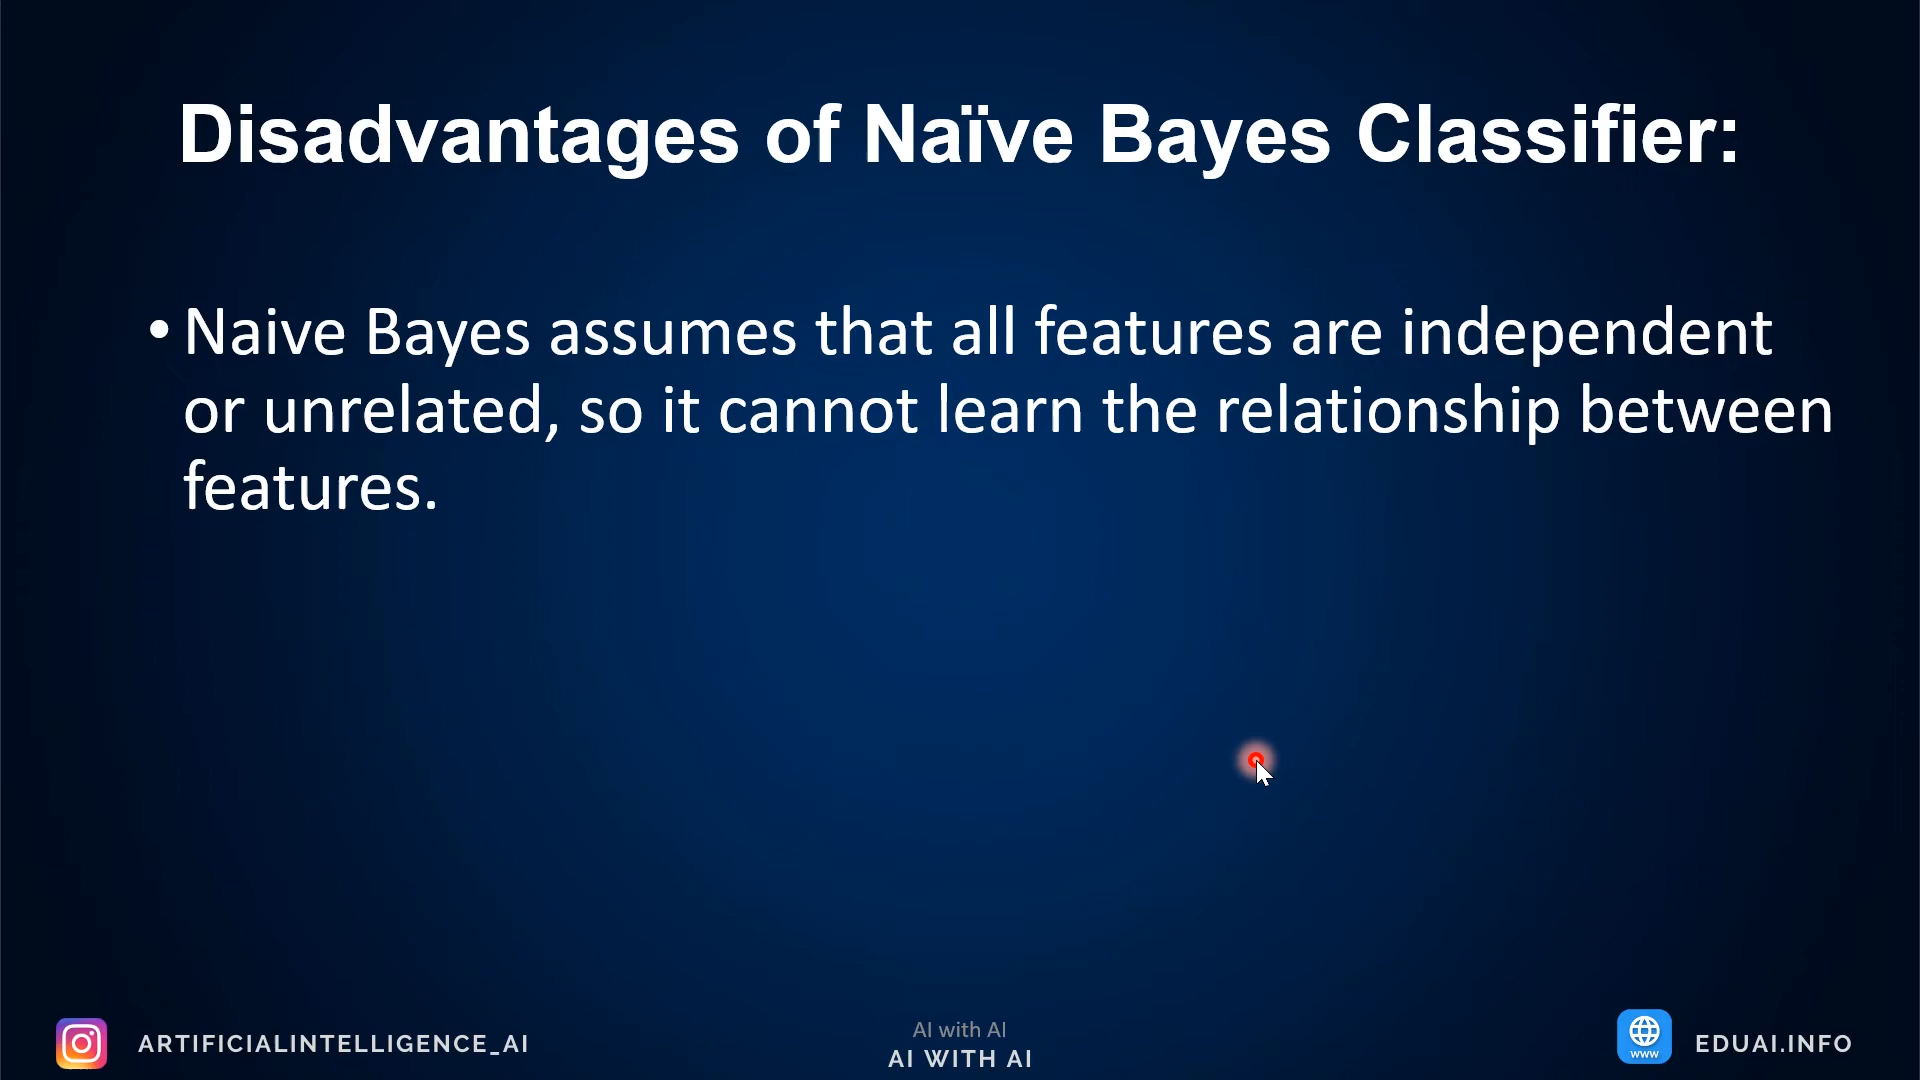 Disadvantages of Naïve Bayes Classifier:
• Naive Bayes assumes that all features are independent
or unrelated, so it cannot learn the relationship between
features.
ARTIFICIALINTELLIGENCE_AI
AI with AI
AI WITH AI
www
EDUAI.INFO